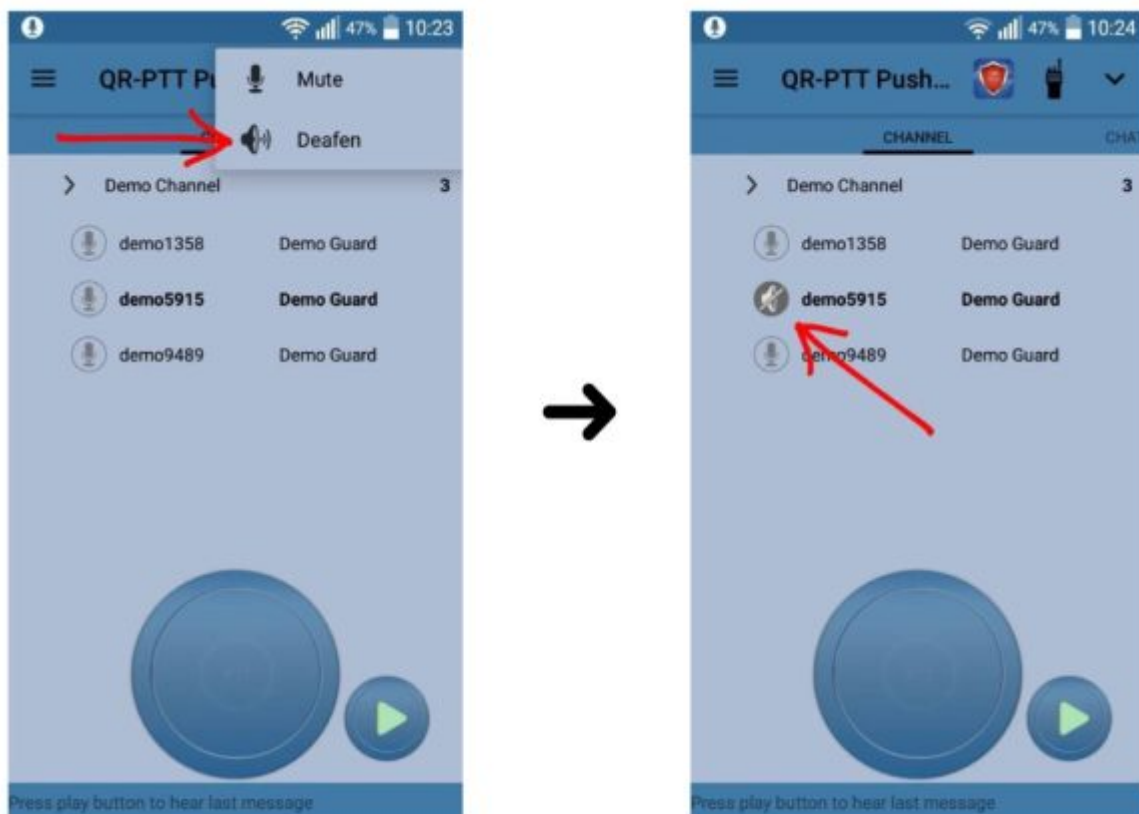 47% 10:23
QR-PTT Pu
Mute
Deafen
Demo Channel 3
demo1358 Demo Guard
demo5915 Demo Guard
demo9489 Demo Guard
Press play button to hear last message
47% 10:24
QR-PTT Push...
CHANNEL CHA
Demo Channel 3
demo1358 Demo Guard
demo5915 Demo Guard
demo9489 Demo Guard
Press play button to hear last message